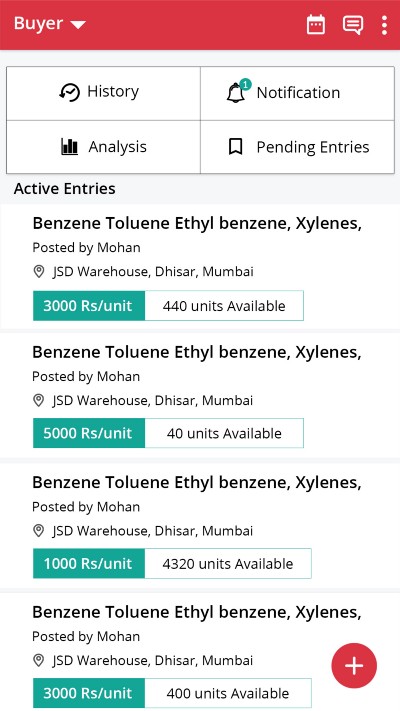 Buyer
History
1
Notification
Analysis
Pending Entries
Active Entries
Benzene Toluene Ethyl benzene, Xylenes,
Posted by Mohan
JSD Warehouse, Dhisar, Mumbai
3000 Rs/unit 440 units Available
Benzene Toluene Ethyl benzene, Xylenes,
Posted by Mohan
JSD Warehouse, Dhisar, Mumbai
5000 Rs/unit 40 units Available
Benzene Toluene Ethyl benzene, Xylenes,
Posted by Mohan
JSD Warehouse, Dhisar, Mumbai
1000 Rs/unit 4320 units Available
Benzene Toluene Ethyl benzene, Xylenes,
Posted by Mohan
JSD Warehouse, Dhisar, Mumbai
3000 Rs/unit 400 units Available